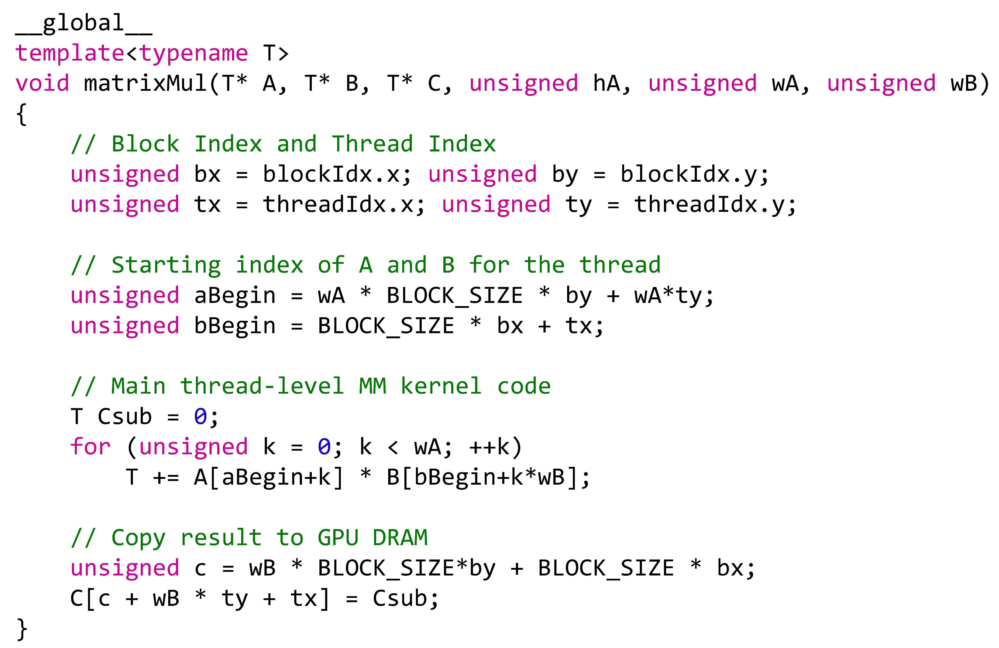 __global__
template<typename T>
void matrixMul(T* A, T* B, T* C, unsigned hA, unsigned wA, unsigned wB)
{
    // Block Index and Thread Index
    unsigned bx = blockIdx.x; unsigned by = blockIdx.y;
    unsigned tx = threadIdx.x; unsigned ty = threadIdx.y;

    // Starting index of A and B for the thread
    unsigned aBegin = wA * BLOCK_SIZE * by + wA*ty;
    unsigned bBegin = BLOCK_SIZE * bx + tx;

    // Main thread-level MM kernel code
    T Csub = 0;
    for (unsigned k = 0; k < wA; ++k)
        T += A[aBegin+k] * B[bBegin+k*wB];

    // Copy result to GPU DRAM
    unsigned c = wB * BLOCK_SIZE*by + BLOCK_SIZE * bx;
    C[c + wB * ty + tx] = Csub;
}